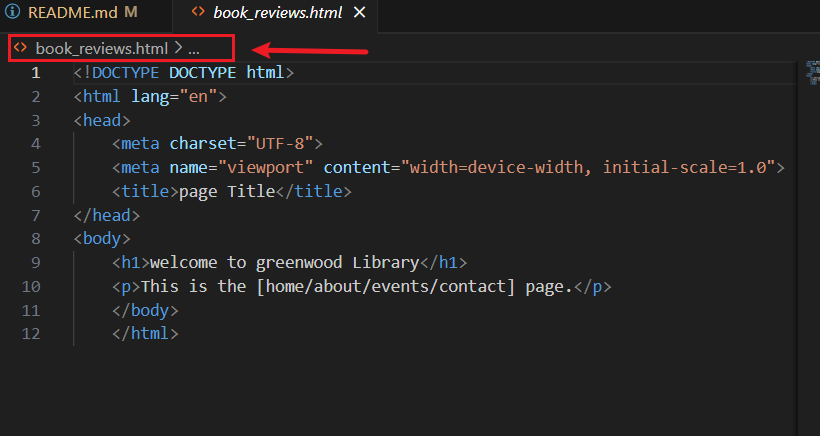 README.md M book_reviews.html
book_reviews.html > ...
1 <!DOCTYPE DOCTYPE html>
2 <html lang="en">
3 <head>
4 <meta charset="UTF-8">
5 <meta name="viewport" content="width=device-width, initial-scale=1.0">
6 <title>page Title</title>
7 </head>
8 <body>
9 <h1>welcome to greenwood Library</h1>
10 <p>This is the [home/about/events/contact] page.</p>
11 </body>
12 </html>